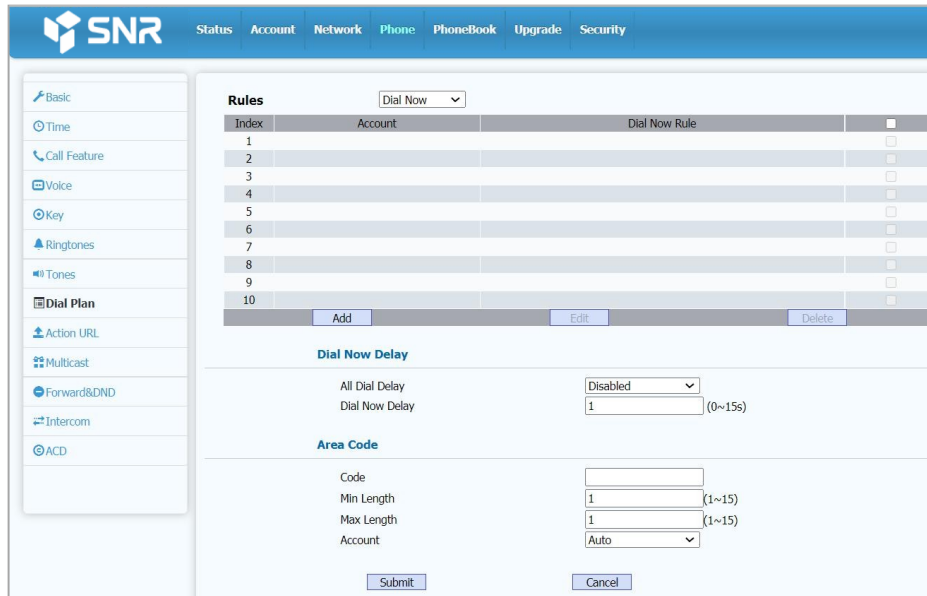 SNR
Status Account Network Phone PhoneBook Upgrade Security
Basic
Time
Call Feature
Voice
Key
Ringtones
Tones
Dial Plan
Action URL
Multicast
Forward&DND
Intercom
ACD
Rules Dial Now
Index Account Dial Now Rule
1
2
3
4
5
6
7
8
9
10
Add Edit Delete
Dial Now Delay
All Dial Delay Disabled
Dial Now Delay 1 (0~15s)
Area Code
Code
Min Length 1 (1~15)
Max Length 1 (1~15)
Account Auto
Submit Cancel